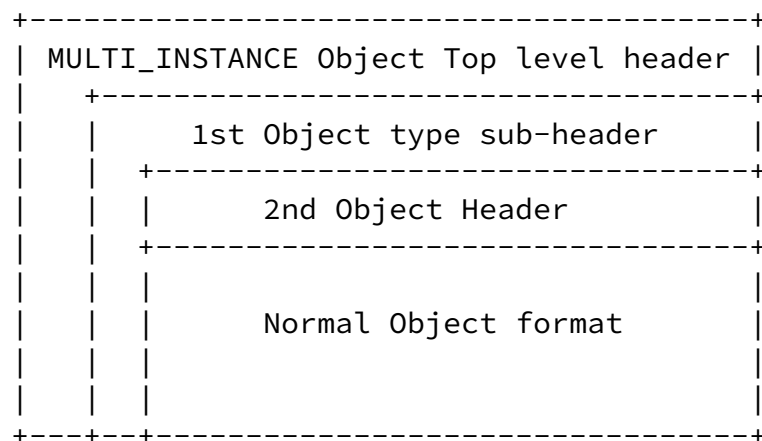 MULTI_INSTANCE Object Top level header
1st Object type sub-header
2nd Object Header
Normal Object format